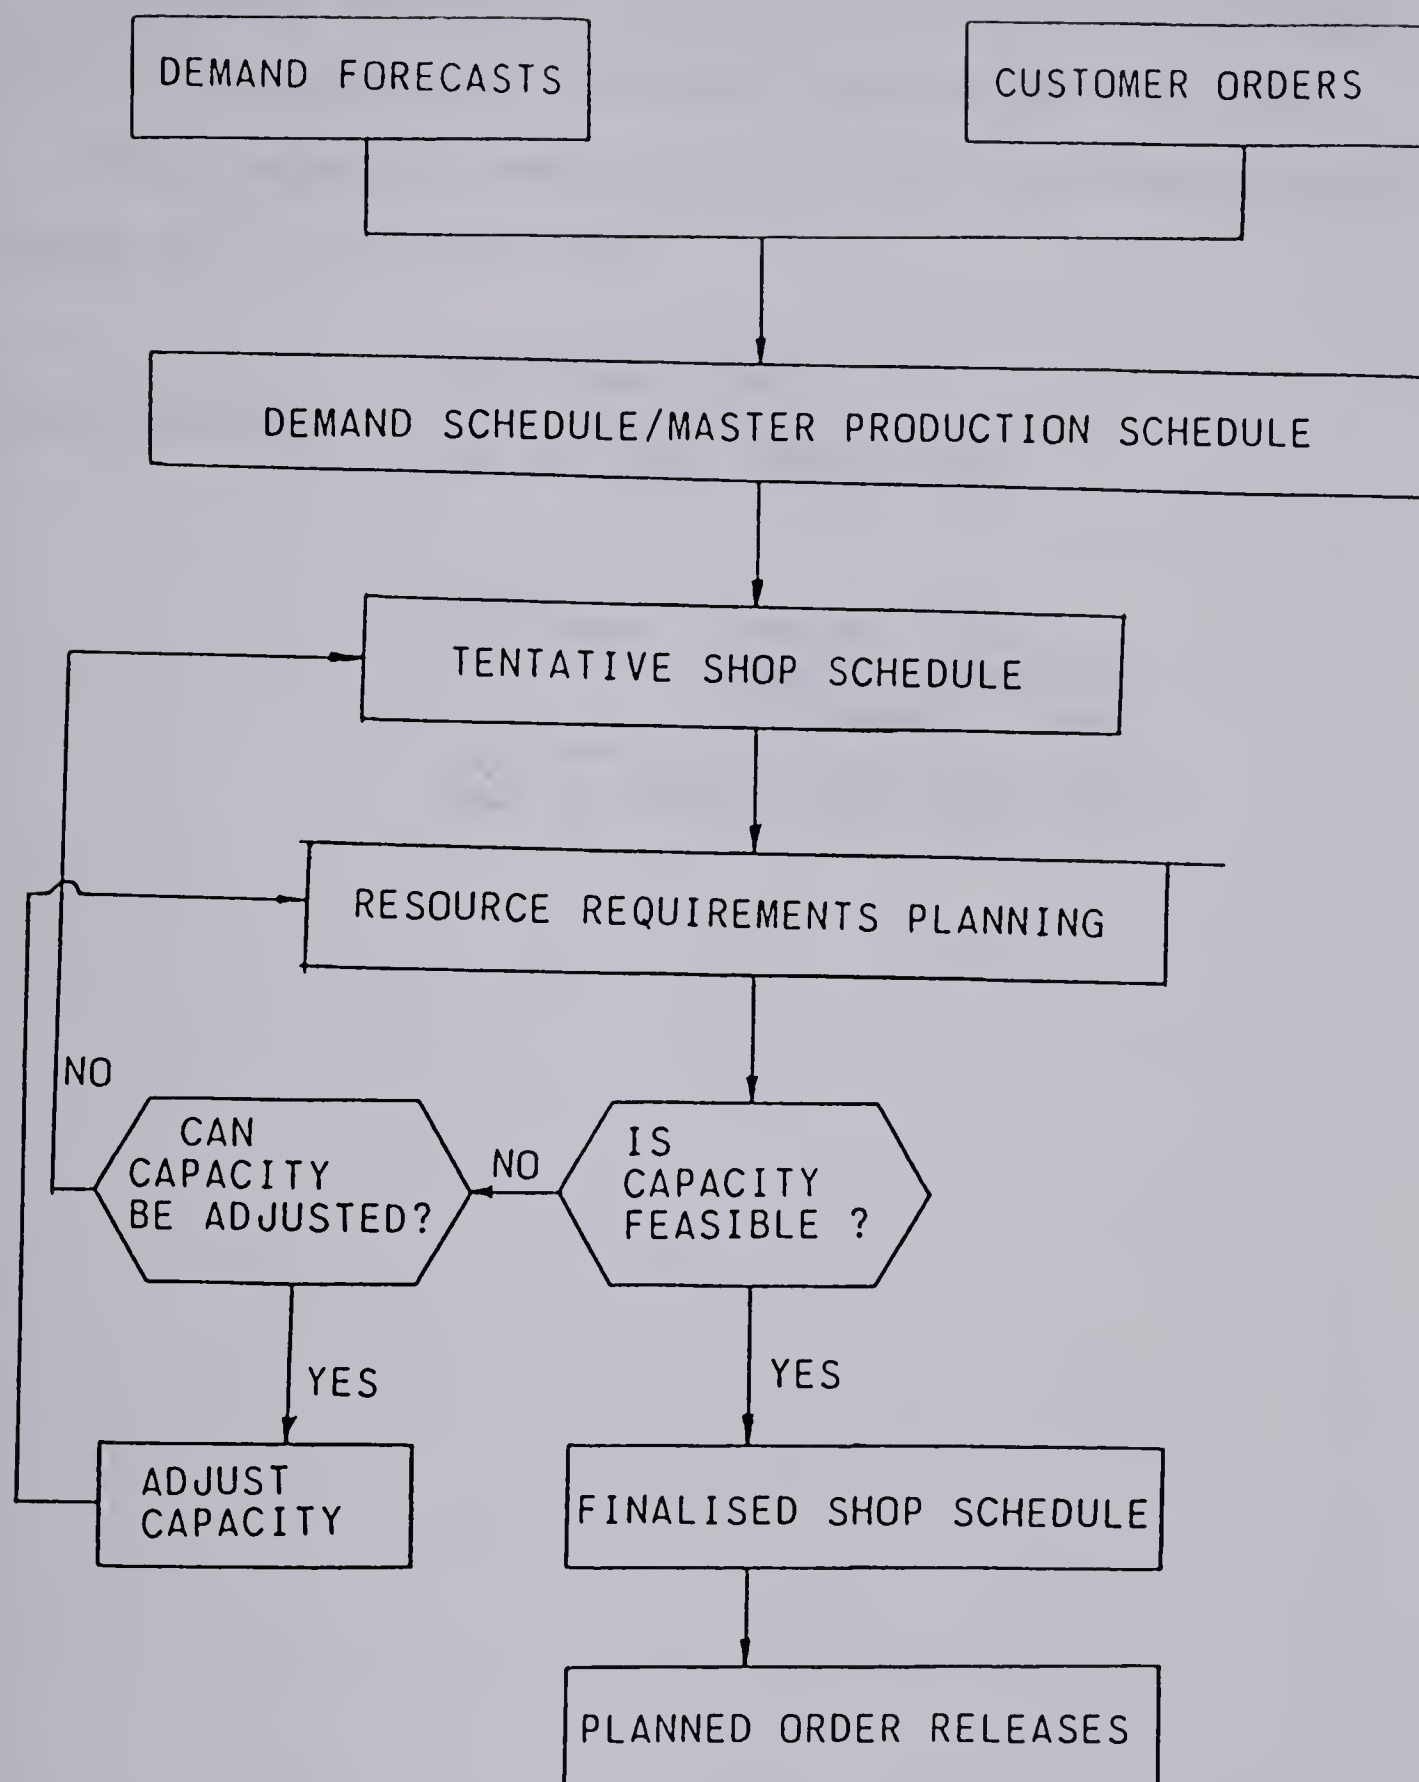 DEMAND FORECASTS
CUSTOMER ORDERS
DEMAND SCHEDULE/MASTER PRODUCTION SCHEDULE
TENTATIVE SHOP SCHEDULE
RESOURCE REQUIREMENTS PLANNING
NO
CAN
CAPACITY
BE ADJUSTED?
NO
IS
CAPACITY
FEASIBLE ?
YES
YES
ADJUST
CAPACITY
FINALISED SHOP SCHEDULE
PLANNED ORDER RELEASES